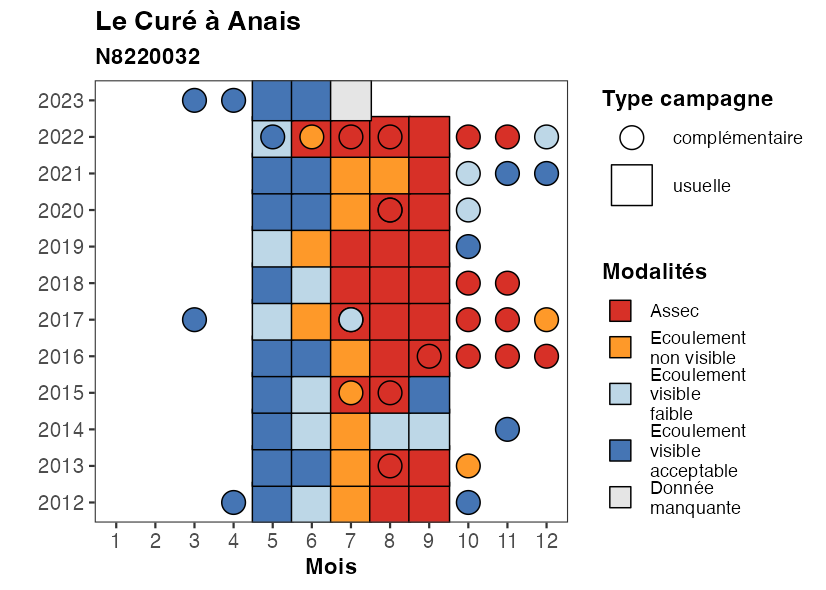 Le Curé à Anais
N8220032
2023
2022
2021
2020
2019
2018
2017
2016
2015
2014
2013
2012
1 2 3 4 5 6 7 8 9 10 11 12
Mois
Type campagne
complémentaire
usuelle
Modalités
Assec
Ecoulement
non visible
Ecoulement
visible
faible
Ecoulement
visible
acceptable
Donnée
manquante